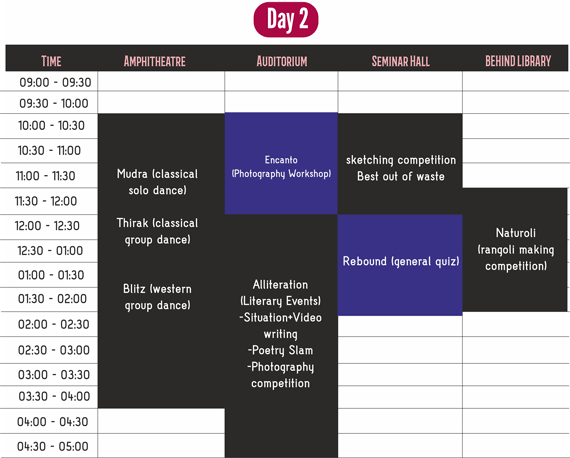 Day 2
TIME AMPHITHEATRE AUDITORIUM SEMINAR HALL BEHIND LIBRARY
09:00 - 09:30
09:30 - 10:00
10:00 - 10:30
10:30 - 11:00
11:00 - 11:30
11:30 - 12:00
12:00 - 12:30
12:30 - 01:00
01:00 - 01:30
01:30 - 02:00
02:00 - 02:30
02:30 - 03:00
03:00 - 03:30
03:30 - 04:00
04:00 - 04:30
04:30 - 05:00
Mudra (classical
solo dance)
Thirak (classical
group dance)
Blitz (western
group dance)
Encanto
(Photography Workshop)
Alliteration
(Literary Events)
-Situation+Video
writing
-Poetry Slam
-Photography
competition
sketching competition
Best out of waste
Rebound (general quiz)
Naturoli
(rangoli making
competition)